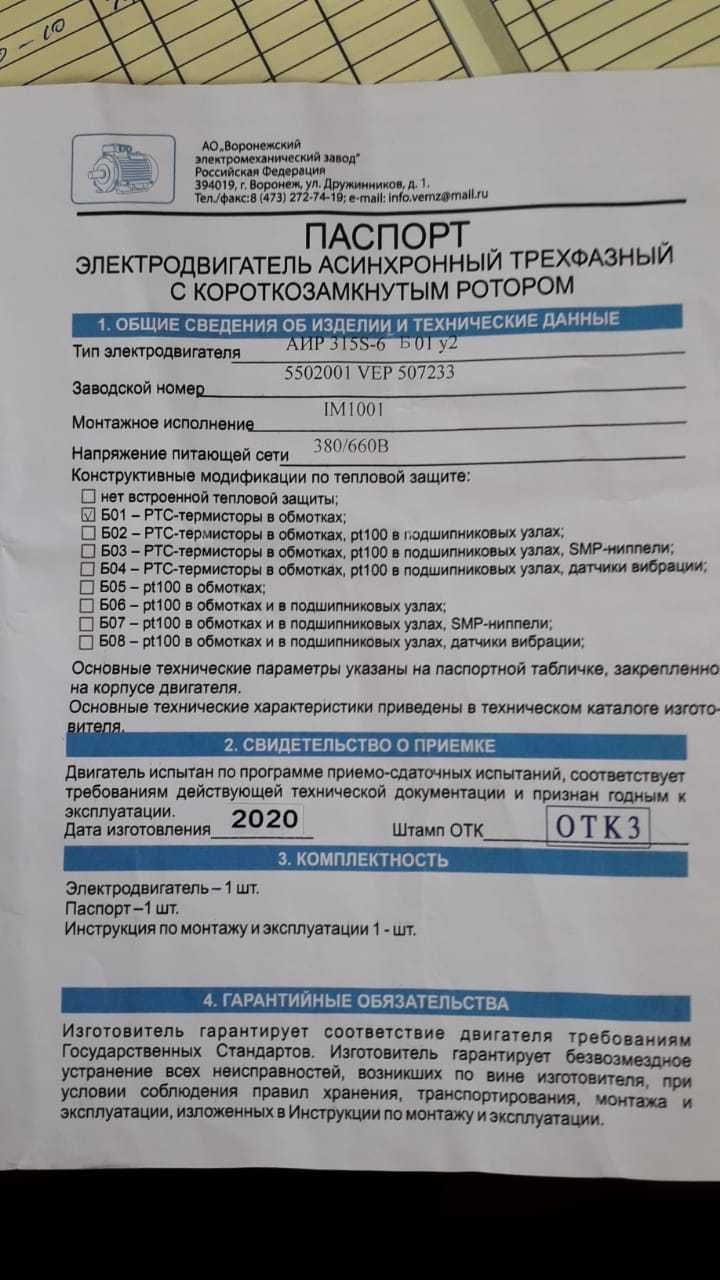 0 - 10
АО„Воронежский
электромеханический завод"
Российская Федерация
394019, г. Воронеж, ул. Дружинников, д. 1.
Тел./факс:8 (473) 272-74-19; e-mail: info.vemz@mail.ru
ПАСПОРТ
ЭЛЕКТРОДВИГАТЕЛЬ АСИНХРОННЫЙ ТРЕХФАЗНЫЙ
С КОРОТКОЗАМКНУТЫМ РОТОРОМ
1. ОБЩИЕ СВЕДЕНИЯ ОБ ИЗДЕЛИИ И ТЕХНИЧЕСКИЕ ДАННЫЕ
Тип электродвигателя АИР 315S-6 Б 01 у2
Заводской номер 5502001 VEP 507233
Монтажное исполнение IM1001
Напряжение питающей сети 380/660В
Конструктивные модификации по тепловой защите:
нет встроенной тепловой защиты;
Б01 – РТС-термисторы в обмотках;
Б02 – РТС-термисторы в обмотках, pt100 в подшипниковых узлах;
Б03 – РТС-термисторы в обмотках, pt100 в подшипниковых узлах, SMP-ниппели;
Б04 – РТС-термисторы в обмотках, pt100 в подшипниковых узлах, датчики вибрации;
Б05 – pt100 в обмотках;
Б06 – pt100 в обмотках и в подшипниковых узлах;
Б07 – pt100 в обмотках и в подшипниковых узлах, SMP-ниппели;
Б08 – pt100 в обмотках и в подшипниковых узлах, датчики вибрации;
Основные технические параметры указаны на паспортной табличке, закрепленно
на корпусе двигателя.
Основные технические характеристики приведены в техническом каталоге изгото-
вителя.
2. СВИДЕТЕЛЬСТВО О ПРИЕМКЕ
Двигатель испытан по программе приемо-сдаточных испытаний, соответствует
требованиям действующей технической документации и признан годным к
эксплуатации.
Дата изготовления 2020 Штамп ОТК ОТК3
3. КОМПЛЕКТНОСТЬ
Электродвигатель – 1 шт.
Паспорт –1 шт.
Инструкция по монтажу и эксплуатации 1 - шт.
4. ГАРАНТИЙНЫЕ ОБЯЗАТЕЛЬСТВА
Изготовитель гарантирует соответствие двигателя требованиям
Государственных Стандартов. Изготовитель гарантирует безвозмездное
устранение всех неисправностей, возникших по вине изготовителя, при
условии соблюдения правил хранения, транспортирования, монтажа и
эксплуатации, изложенных в Инструкции по монтажу и эксплуатации.